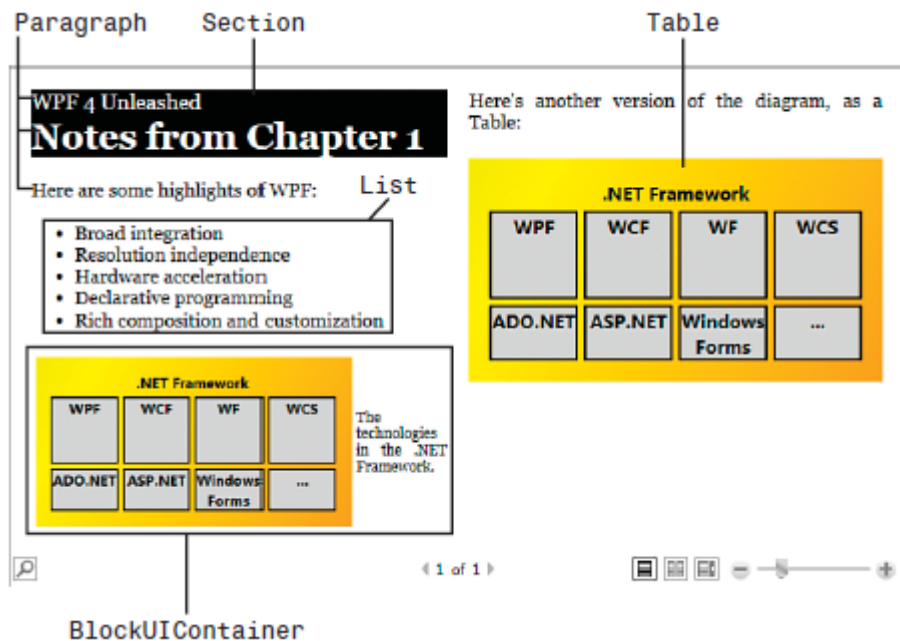 Paragraph Section Table
WPF 4 Unleashed
Notes from Chapter 1
Here are some highlights of WPF:
List
• Broad integration
• Resolution independence
• Hardware acceleration
• Declarative programming
• Rich composition and customization
.NET Framework
WPF WCF WF WCS
ADO.NET ASP.NET Windows Forms ...
The
technologies
in the .NET
Framework.
Here's another version of the diagram, as a
Table:
.NET Framework
WPF WCF WF WCS
ADO.NET ASP.NET Windows Forms ...
1 of 1
BlockUIContainer